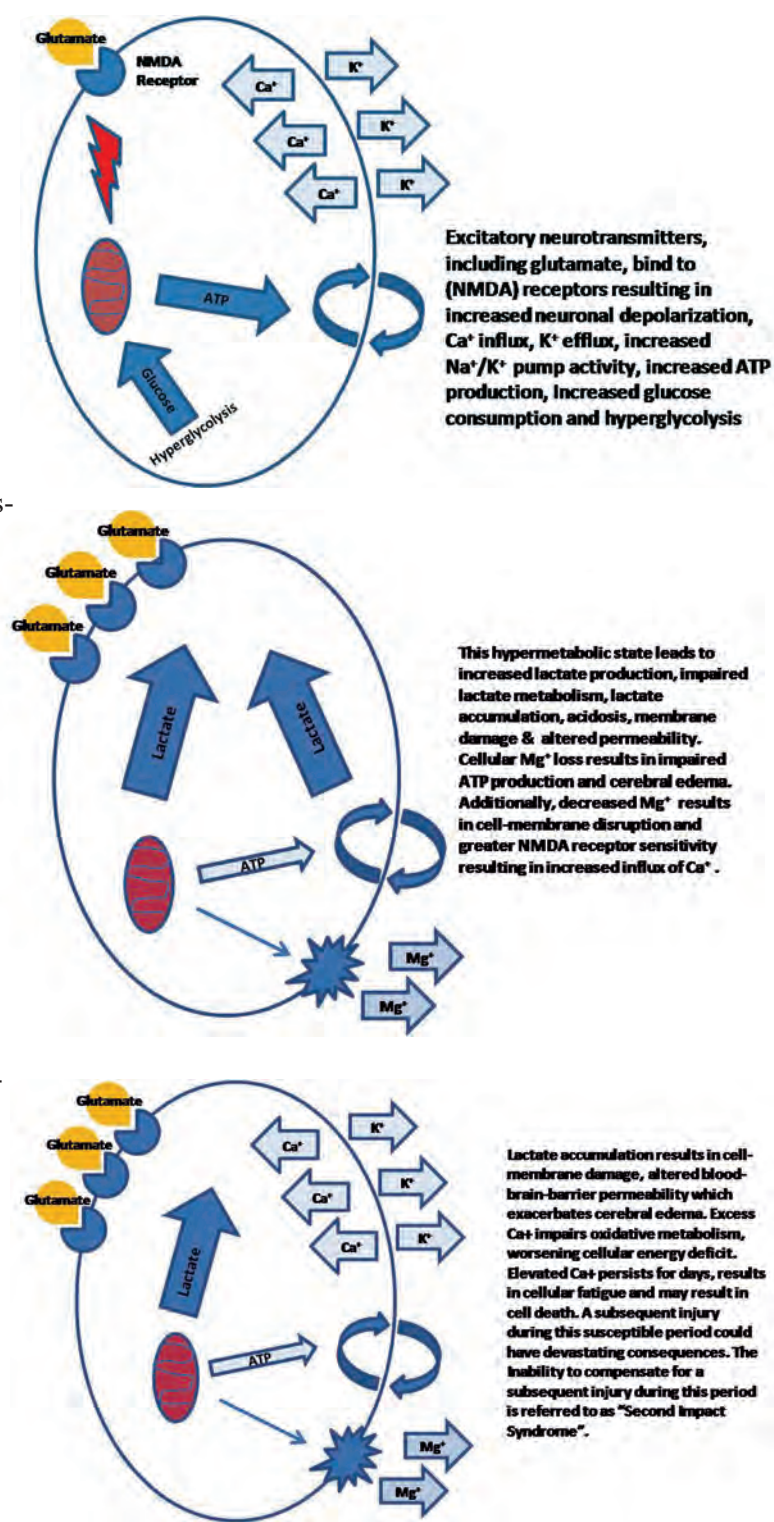 Glutamate
NMDA
Receptor
Ca⁺
K⁺
Ca⁺
K⁺
Ca⁺
K⁺
ATP
Glucose
Hyperglycolysis
Excitatory neurotransmitters,
including glutamate, bind to
(NMDA) receptors resulting in
increased neuronal depolarization,
Ca⁺ influx, K⁺ efflux, increased
Na⁺/K⁺ pump activity, increased ATP
production, Increased glucose
consumption and hyperglycolysis
s-
Glutamate
Glutamate
Glutamate
Lactate
Lactate
ATP
Mg⁺
Mg⁺
This hypermetabolic state leads to
increased lactate production, impaired
lactate metabolism, lactate
accumulation, acidosis, membrane
damage & altered permeability.
Cellular Mg⁺ loss results in impaired
ATP production and cerebral edema.
Additionally, decreased Mg⁺ results
in cell-membrane disruption and
greater NMDA receptor sensitivity
resulting in increased influx of Ca⁺ .
-
Glutamate
Glutamate
Glutamate
Ca⁺
K⁺
Ca⁺
K⁺
Ca⁺
K⁺
Lactate
ATP
Mg⁺
Mg⁺
Lactate accumulation results in cell-
membrane damage, altered blood-
brain-barrier permeability which
exacerbates cerebral edema. Excess
Ca+ impairs oxidative metabolism,
worsening cellular energy deficit.
Elevated Ca+ persists for days, results
in cellular fatigue and may result in
cell death. A subsequent injury
during this susceptible period could
have devastating consequences. The
Inability to compensate for a
subsequent injury during this period
is referred to as "Second Impact
Syndrome".